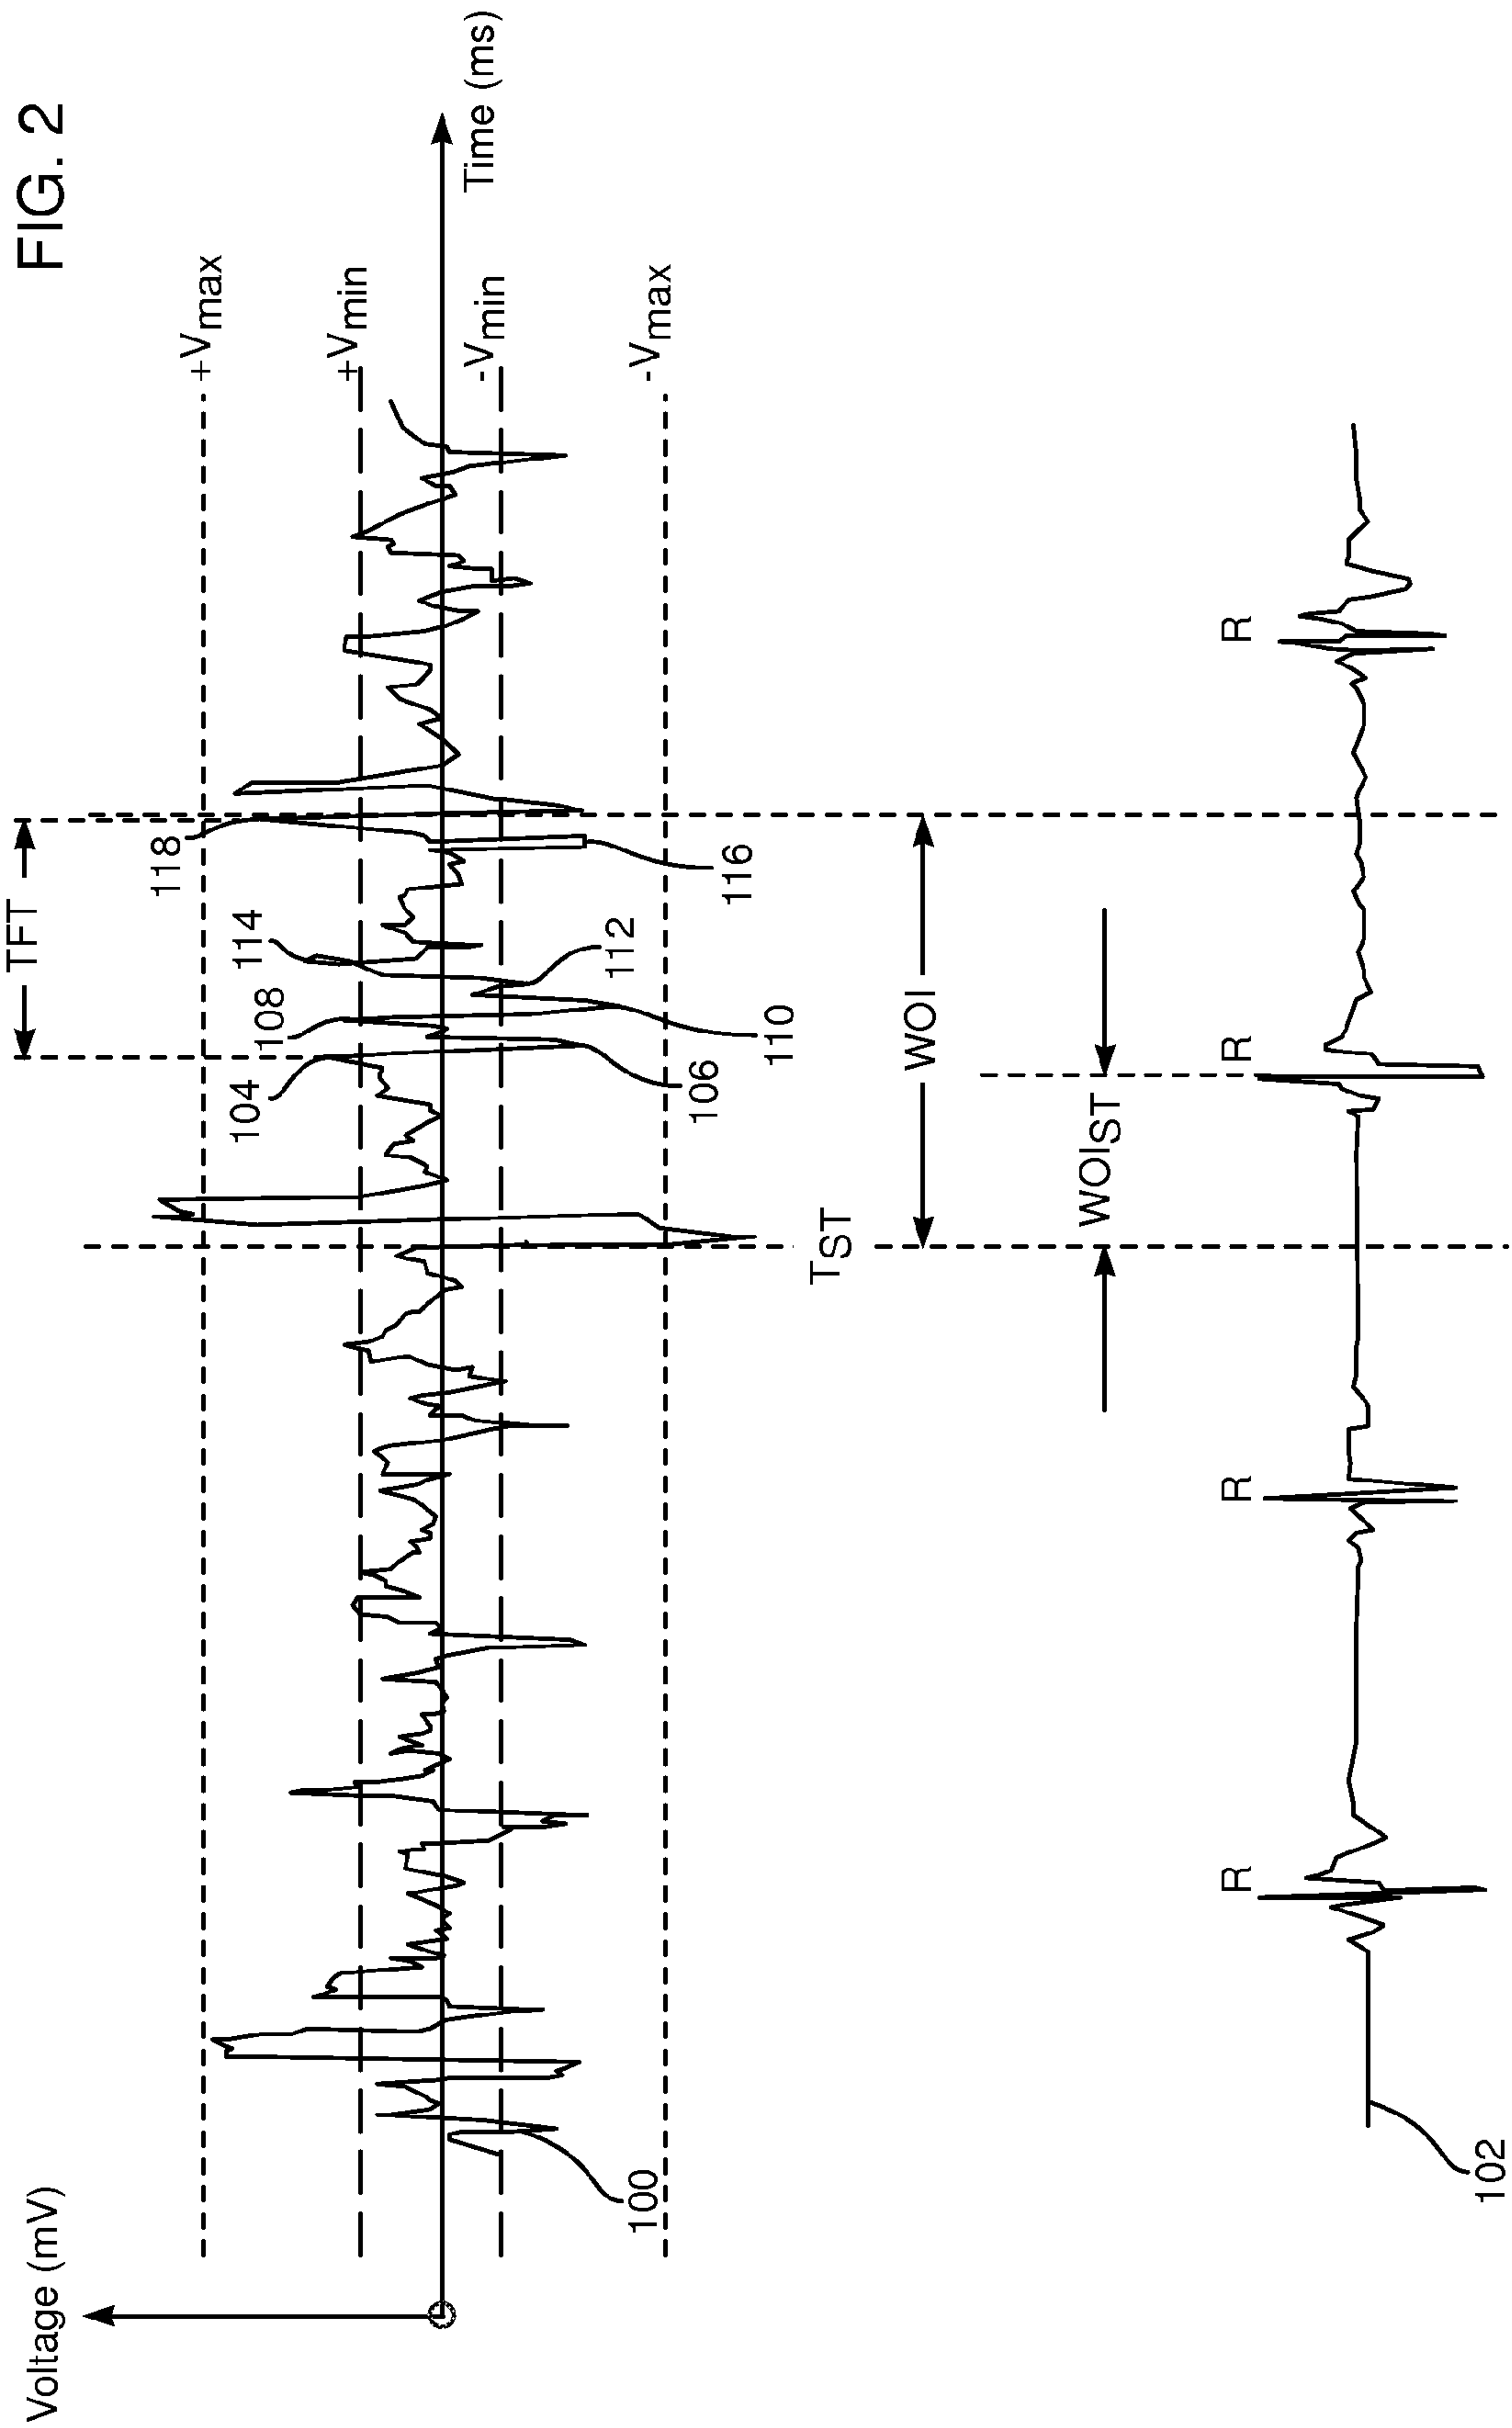 FIG. 2
Voltage (mV)
Time (ms)
+Vmax
+Vmin
-Vmin
-Vmax
TFT
118
114
108
104
100
106
110
112
116
TST
WOI
WOIST
R
R
R
R
102